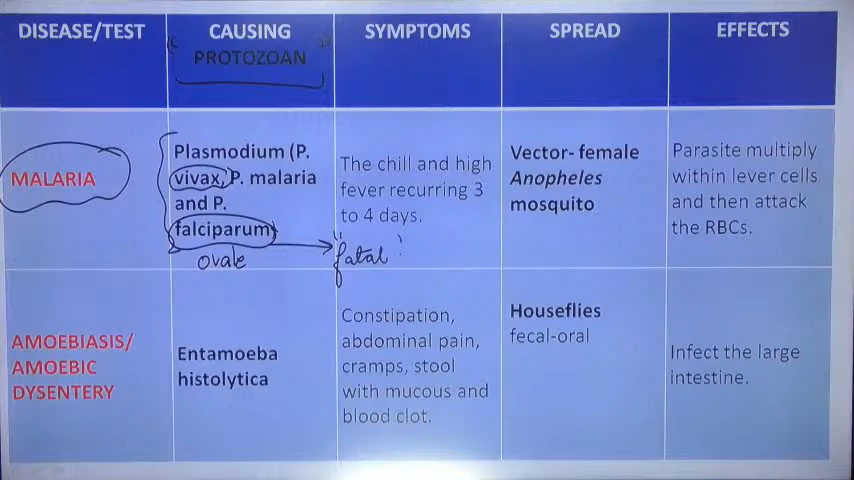 DISEASE/TEST
CAUSING
PROTOZOAN
SYMPTOMS
SPREAD
EFFECTS
MALARIA
Plasmodium (P.
vivax, P. malaria
and P.
falciparum)
ovale
The chill and high
fever recurring 3
to 4 days.
"fatal"
Vector- female
Anopheles
mosquito
Parasite multiply
within lever cells
and then attack
the RBCs.
AMOEBIASIS/
AMOEBIC
DYSENTERY
Entamoeba
histolytica
Constipation,
abdominal pain,
cramps, stool
with mucous and
blood clot.
Houseflies
fecal-oral
Infect the large
intestine.